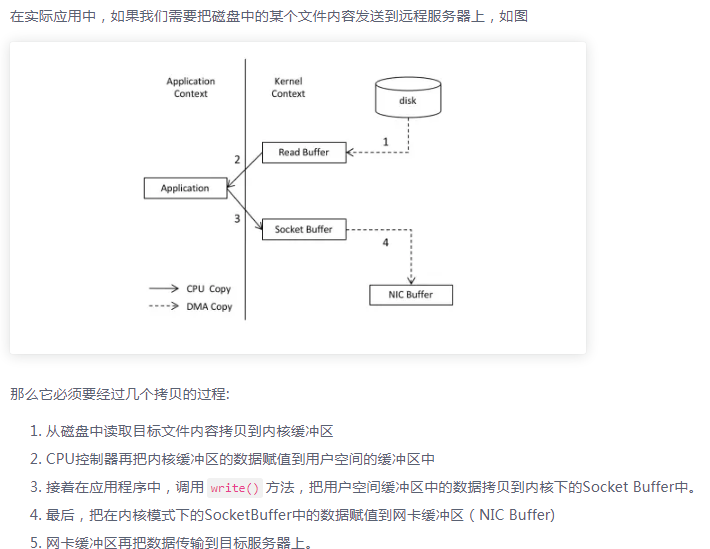 在实际应用中，如果我们需要把磁盘中的某个文件内容发送到远程服务器上，如图
Application
Context
Kernel
Context
disk
1
Read Buffer
2
Application
3
Socket Buffer
4
CPU Copy
DMA Copy
NIC Buffer
那么它必须要经过几个拷贝的过程:
1. 从磁盘中读取目标文件内容拷贝到内核缓冲区
2. CPU控制器再把内核缓冲区的数据赋值到用户空间的缓冲区中
3. 接着在应用程序中，调用 write() 方法，把用户空间缓冲区中的数据拷贝到内核下的Socket Buffer中。
4. 最后，把在内核模式下的SocketBuffer中的数据赋值到网卡缓冲区（NIC Buffer)
5. 网卡缓冲区再把数据传输到目标服务器上。